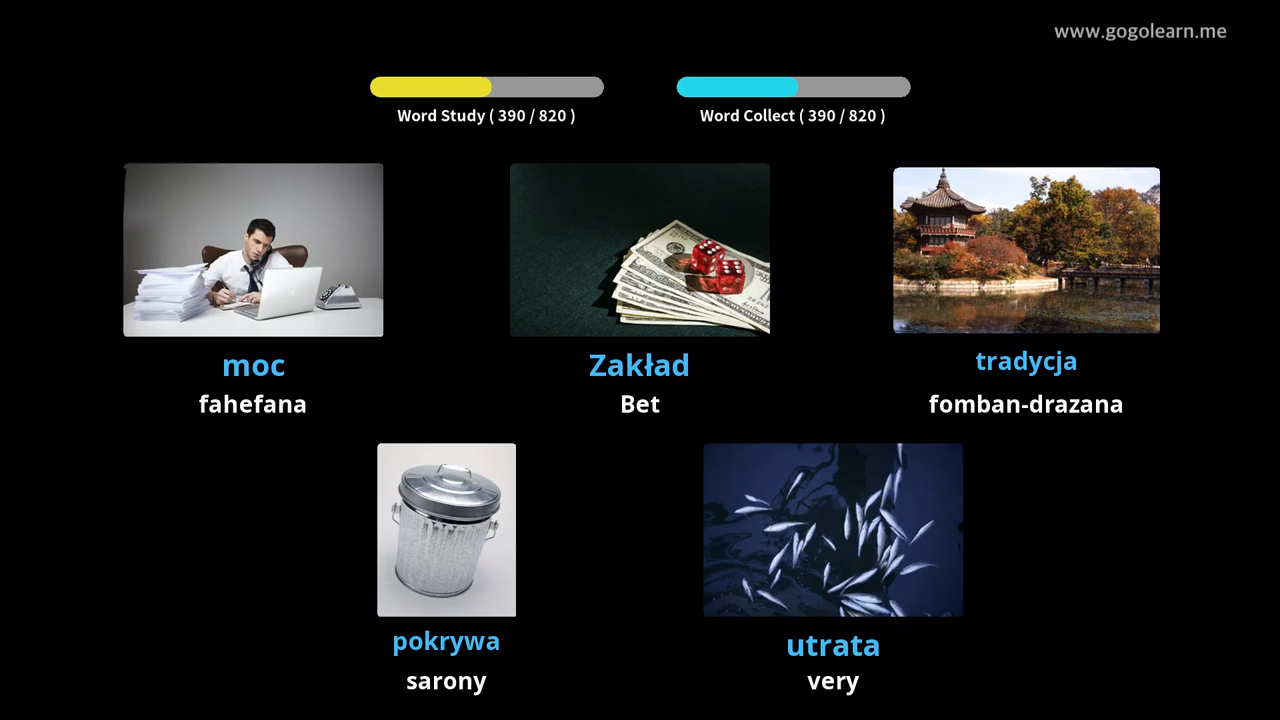 www.gogolearn.me
Word Study ( 390 / 820 )
Word Collect ( 390 / 820 )
moc
fahefana
Zakład
Bet
tradycja
fomban-drazana
pokrywa
sarony
utrata
very